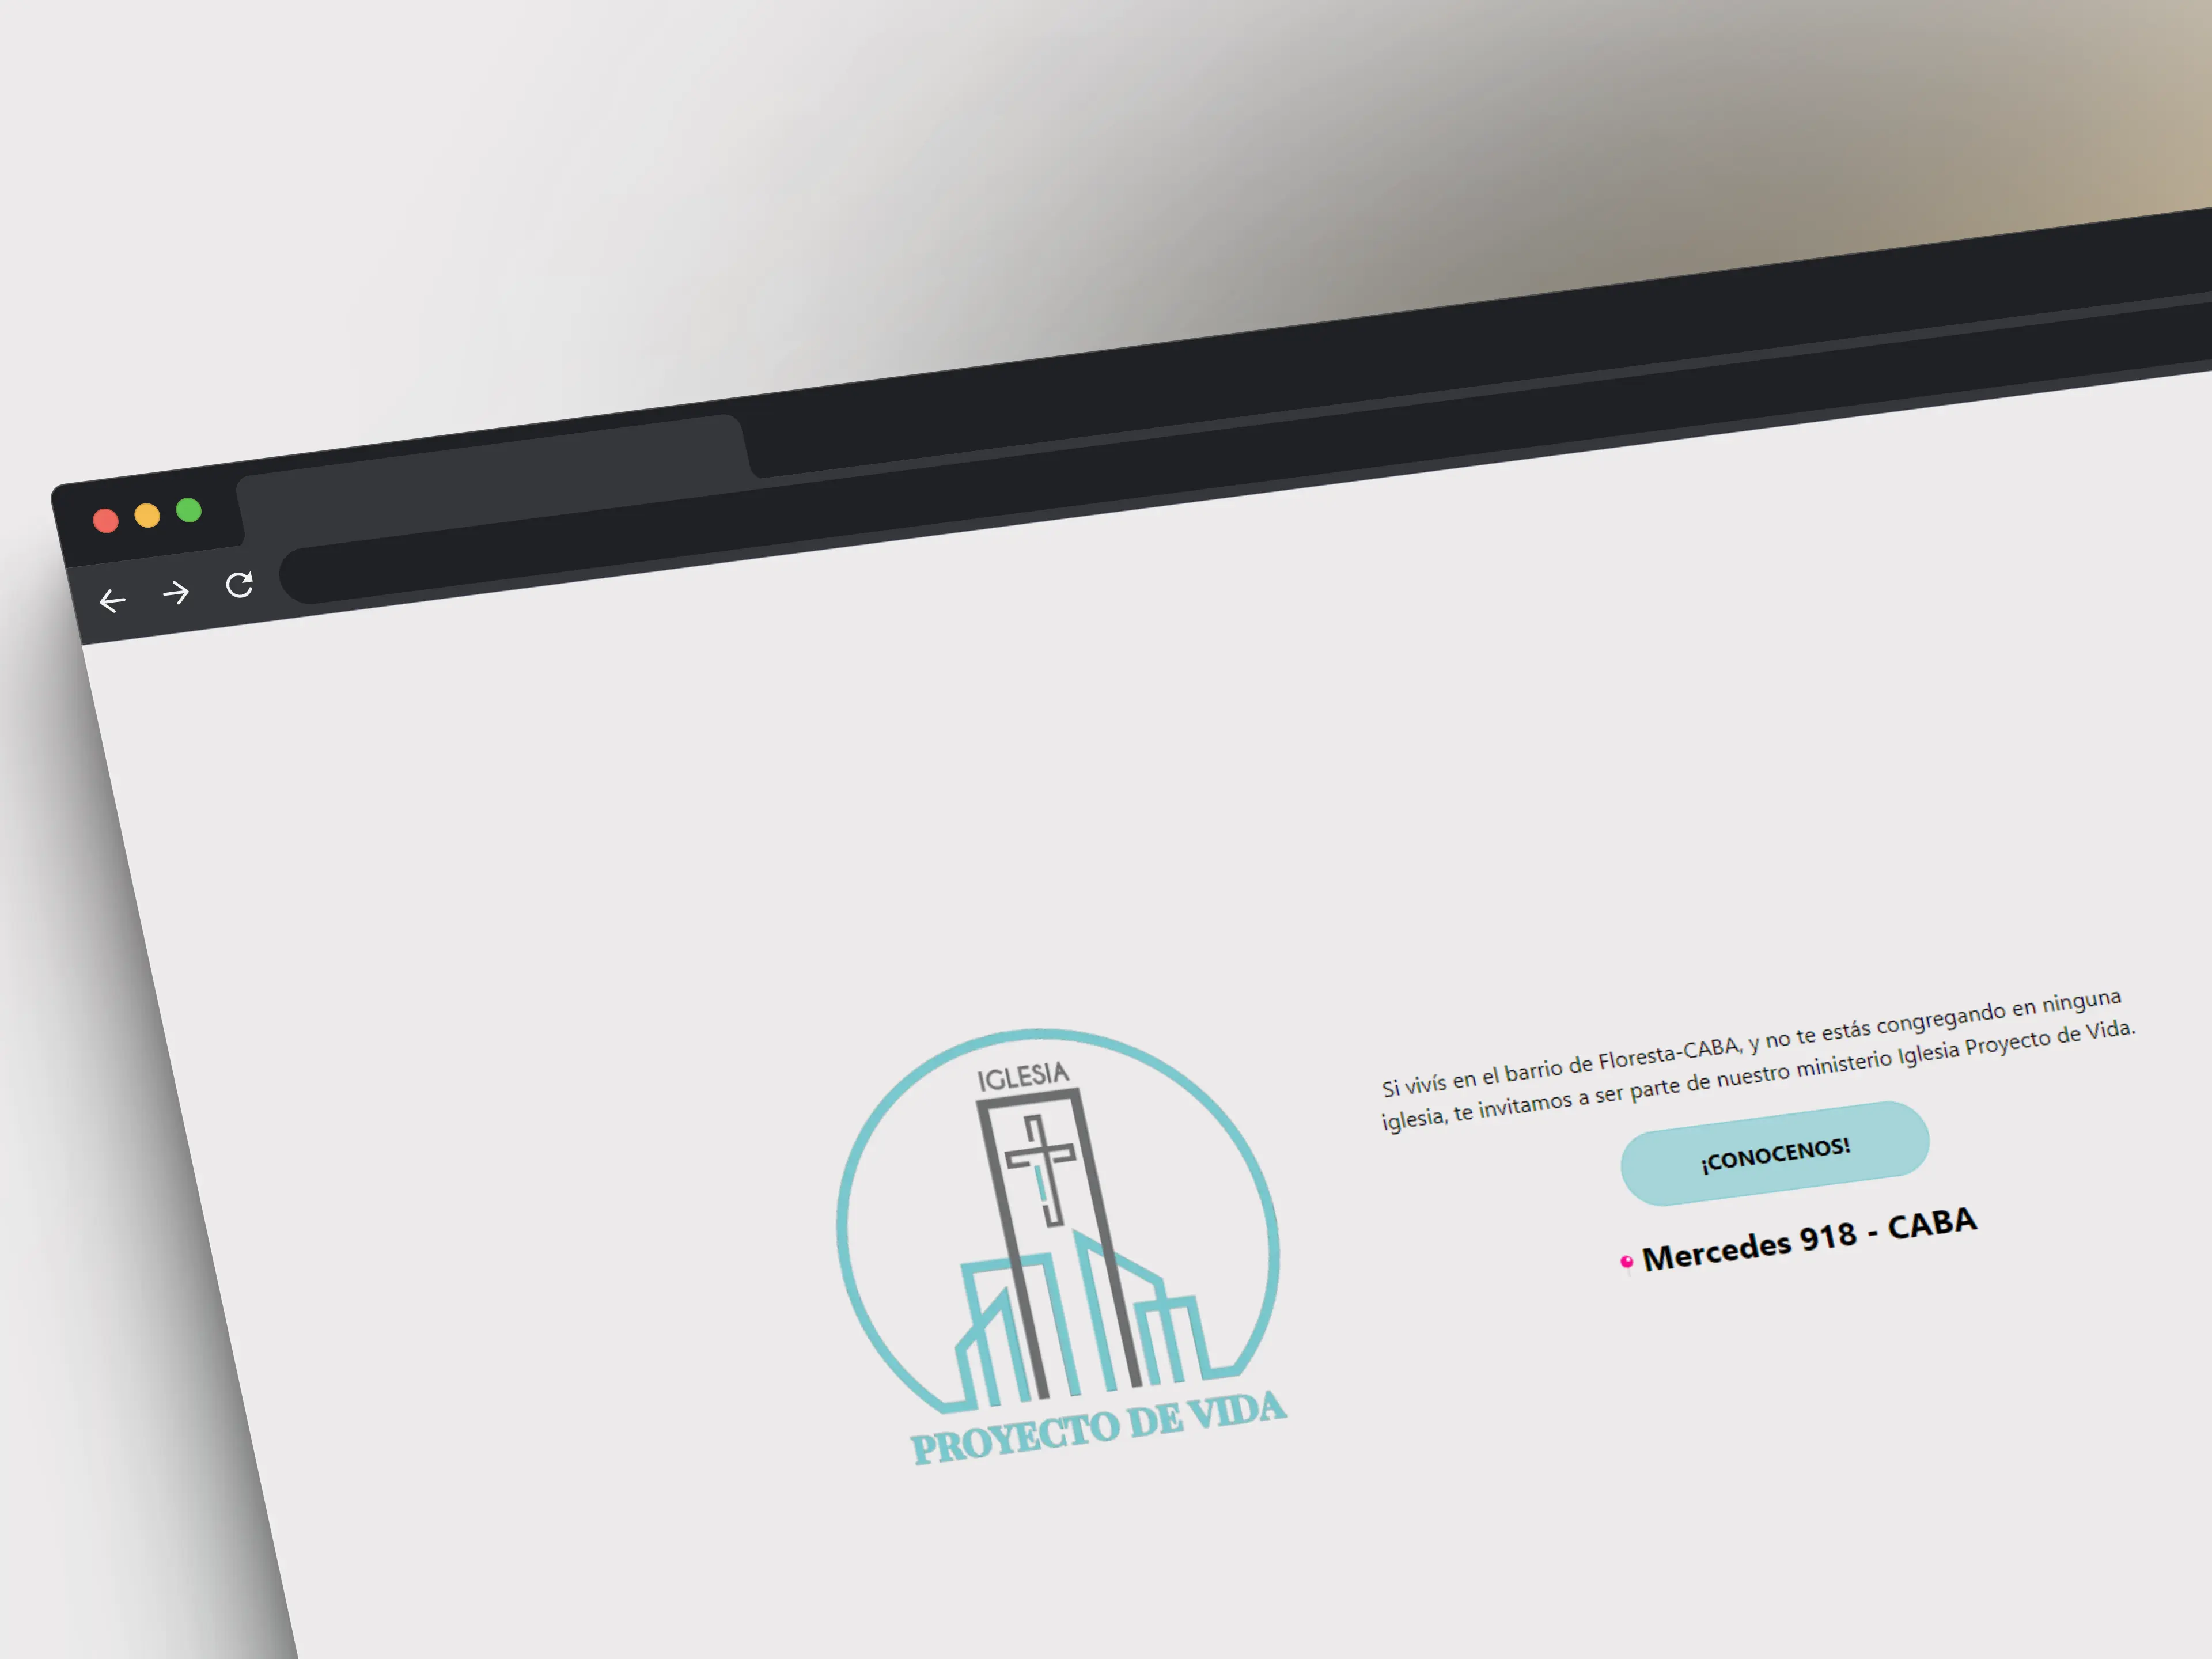 IGLESIA
PROYECTO DE VIDA
Si vivís en el barrio de Floresta-CABA, y no te estás congregando en ninguna
iglesia, te invitamos a ser parte de nuestro ministerio Iglesia Proyecto de Vida.
¡CONOCENOS!
Mercedes 918 - CABA